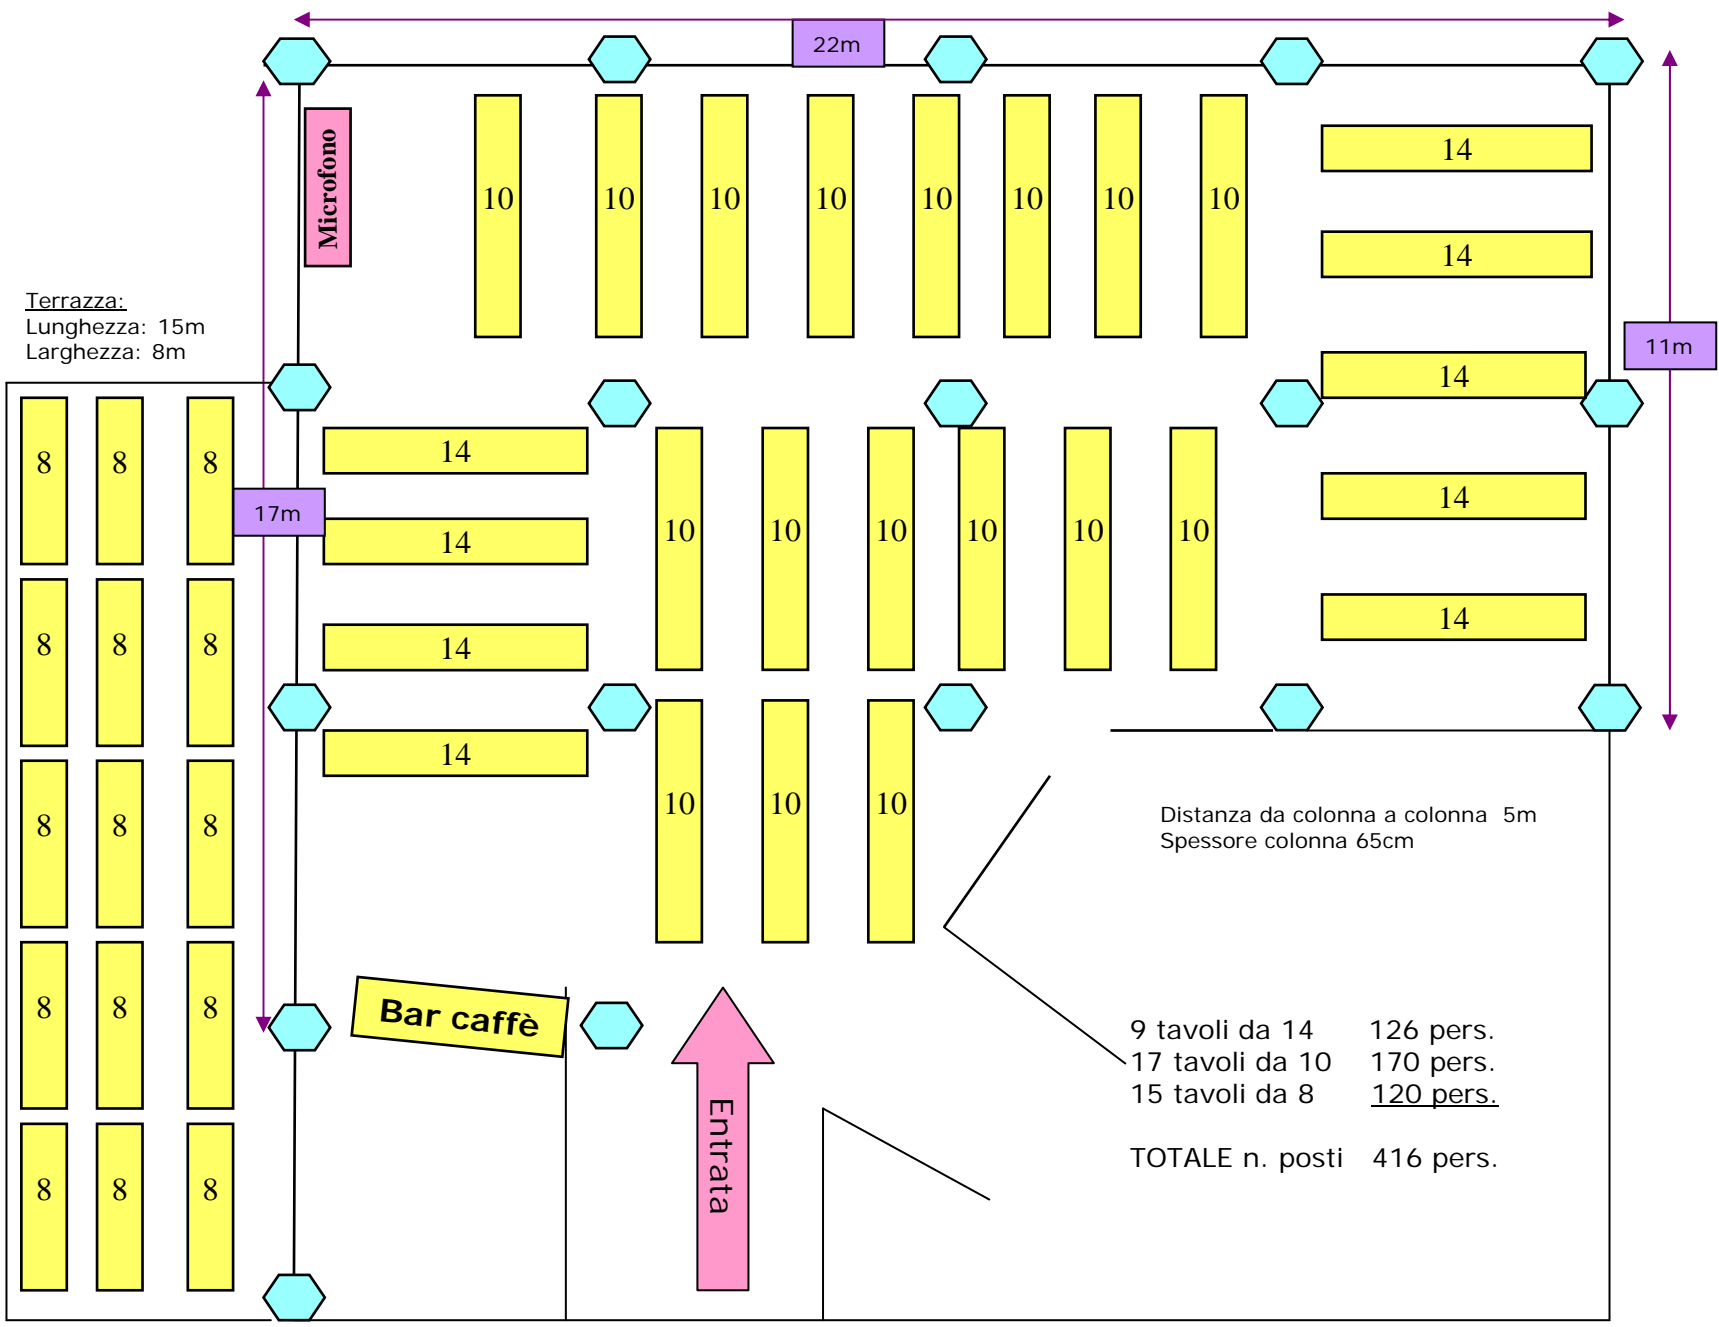 22m
Microfono
10 10 10 10 10 10 10 10
14
14
Terrazza:
Lunghezza: 15m
Larghezza: 8m
11m
14
8 8 8
14
17m
14
10 10 10 10 10 10
14
8 8 8
14
14
14
10 10 10
8 8 8
Distanza da colonna a colonna 5m
Spessore colonna 65cm
8 8 8
Bar caffè
9 tavoli da 14 126 pers.
17 tavoli da 10 170 pers.
15 tavoli da 8 120 pers.
TOTALE n. posti 416 pers.
Entrata
8 8 8